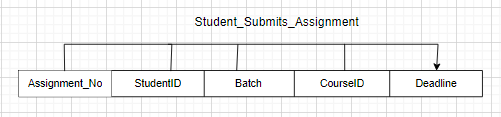 Student_Submits_Assignment
Assignment_No StudentID Batch CourseID Deadline